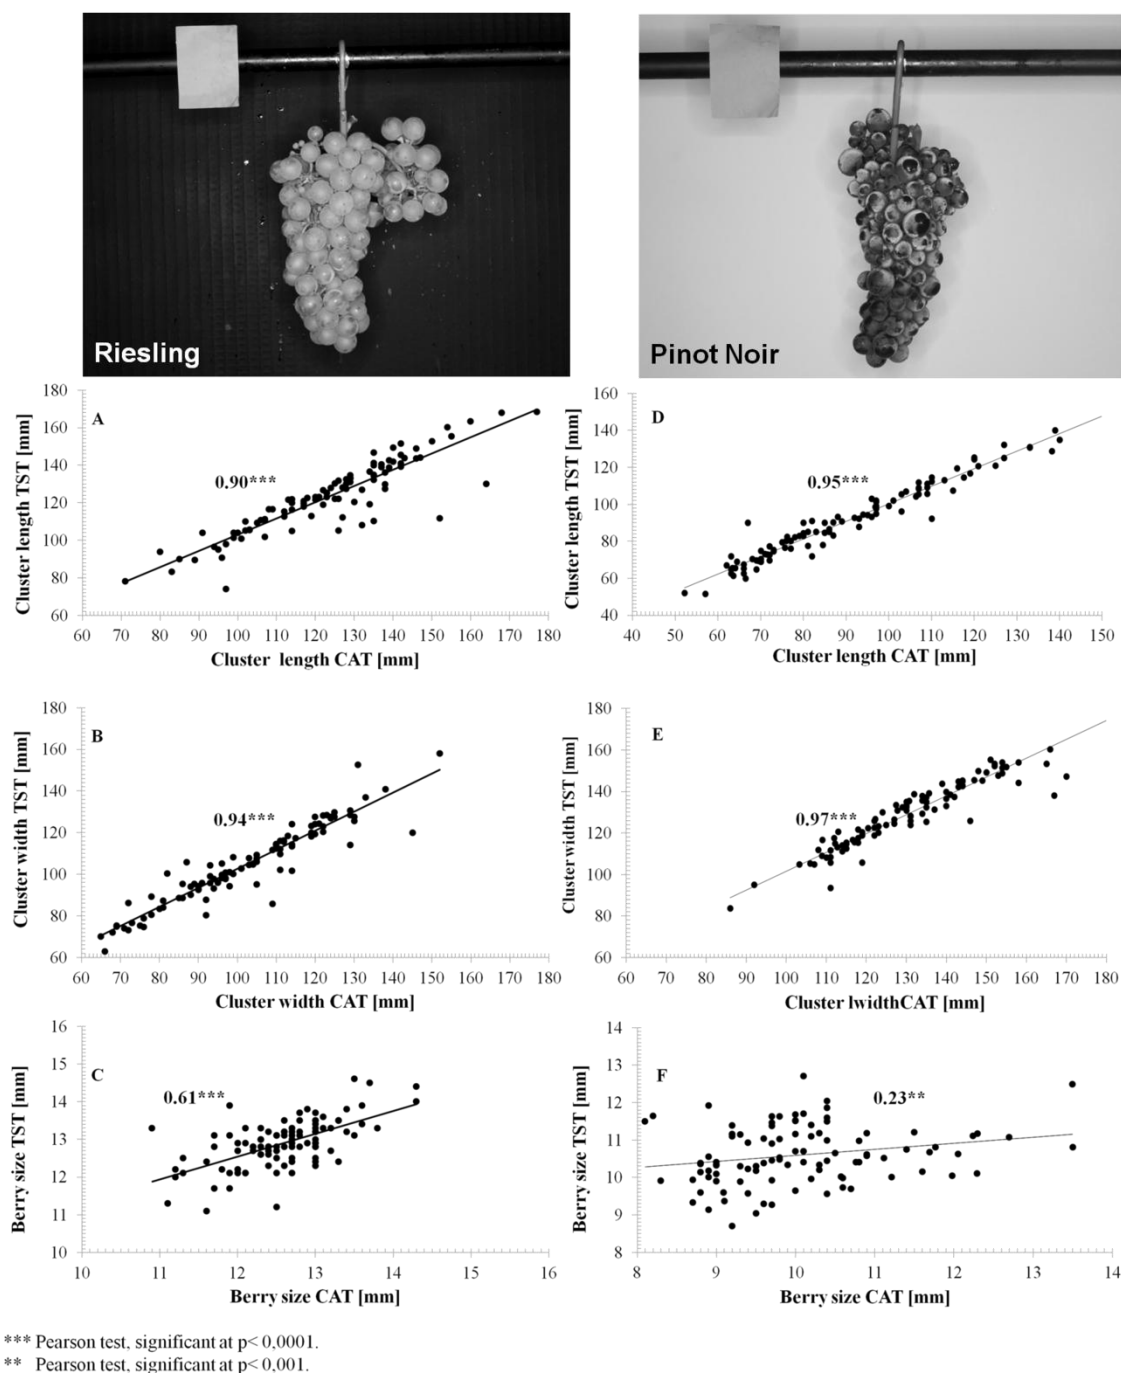 Riesling
Pinot Noir
A
Cluster length TST [mm]
180
160
140
120
100
80
60
0.90***
60 70 80 90 100 110 120 130 140 150 160 170 180
Cluster length CAT [mm]
D
Cluster length TST [mm]
160
140
120
100
80
60
40
0.95***
40 50 60 70 80 90 100 110 120 130 140 150
Cluster length CAT [mm]
B
Cluster width TST [mm]
180
160
140
120
100
80
60
0.94***
60 70 80 90 100 110 120 130 140 150 160 170 180
Cluster width CAT [mm]
E
Cluster width TST [mm]
180
160
140
120
100
80
60
0.97***
60 70 80 90 100 110 120 130 140 150 160 170 180
Cluster lwidthCAT [mm]
C
Berry size TST [mm]
16
15
14
13
12
11
10
0.61***
10 11 12 13 14 15 16
Berry size CAT [mm]
F
Berry size TST [mm]
14
13
12
11
10
9
8
0.23**
8 9 10 11 12 13 14
Berry size CAT [mm]
*** Pearson test, significant at p< 0,0001.
** Pearson test, significant at p< 0,001.